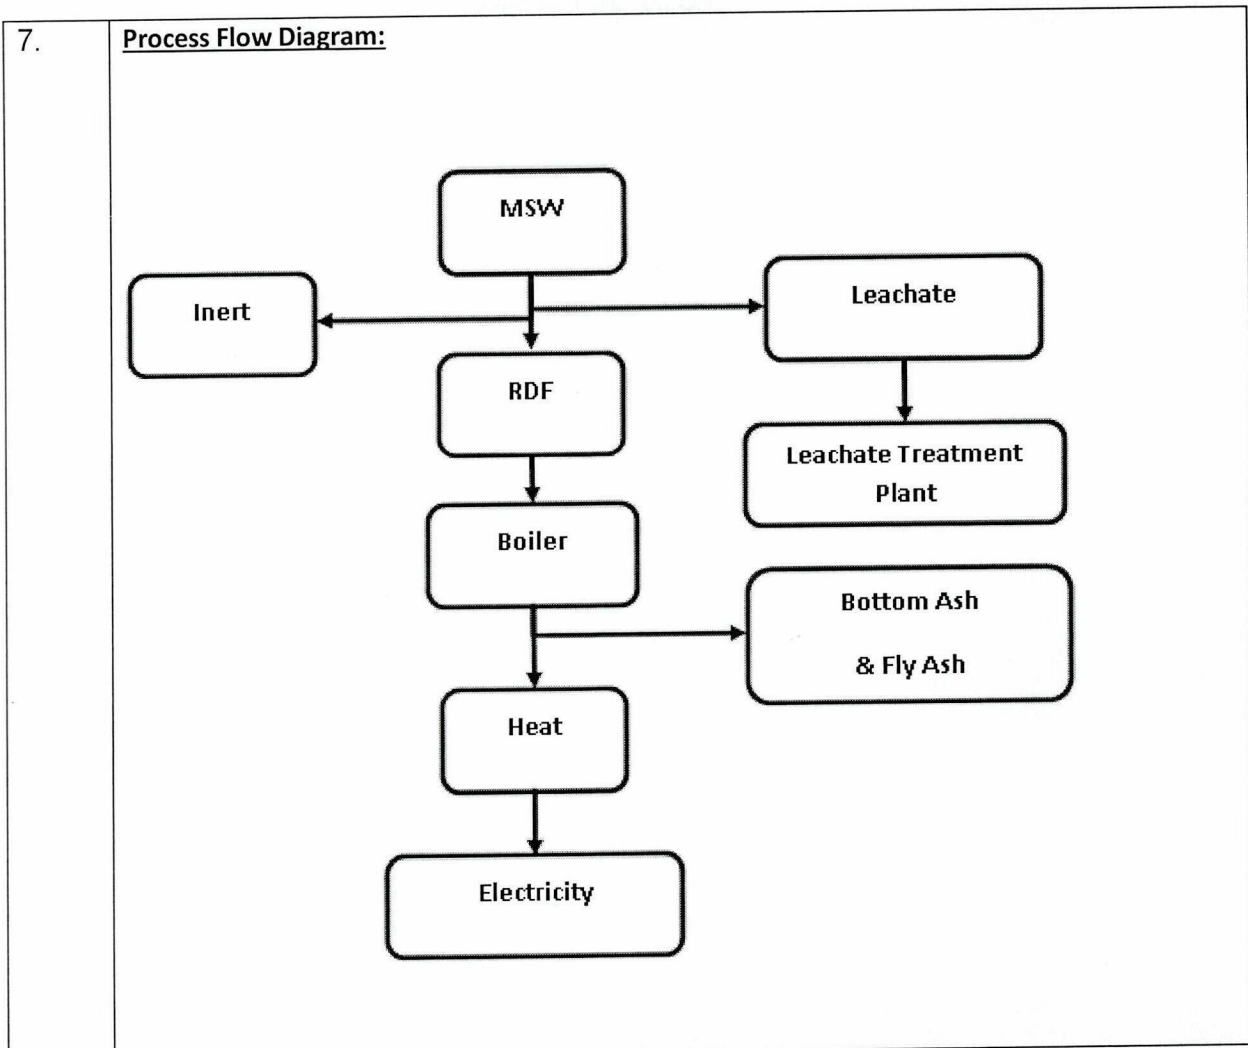 7.
Process Flow Diagram:
MSW
Inert
Leachate
RDF
Leachate Treatment
Plant
Boiler
Bottom Ash
& Fly Ash
Heat
Electricity